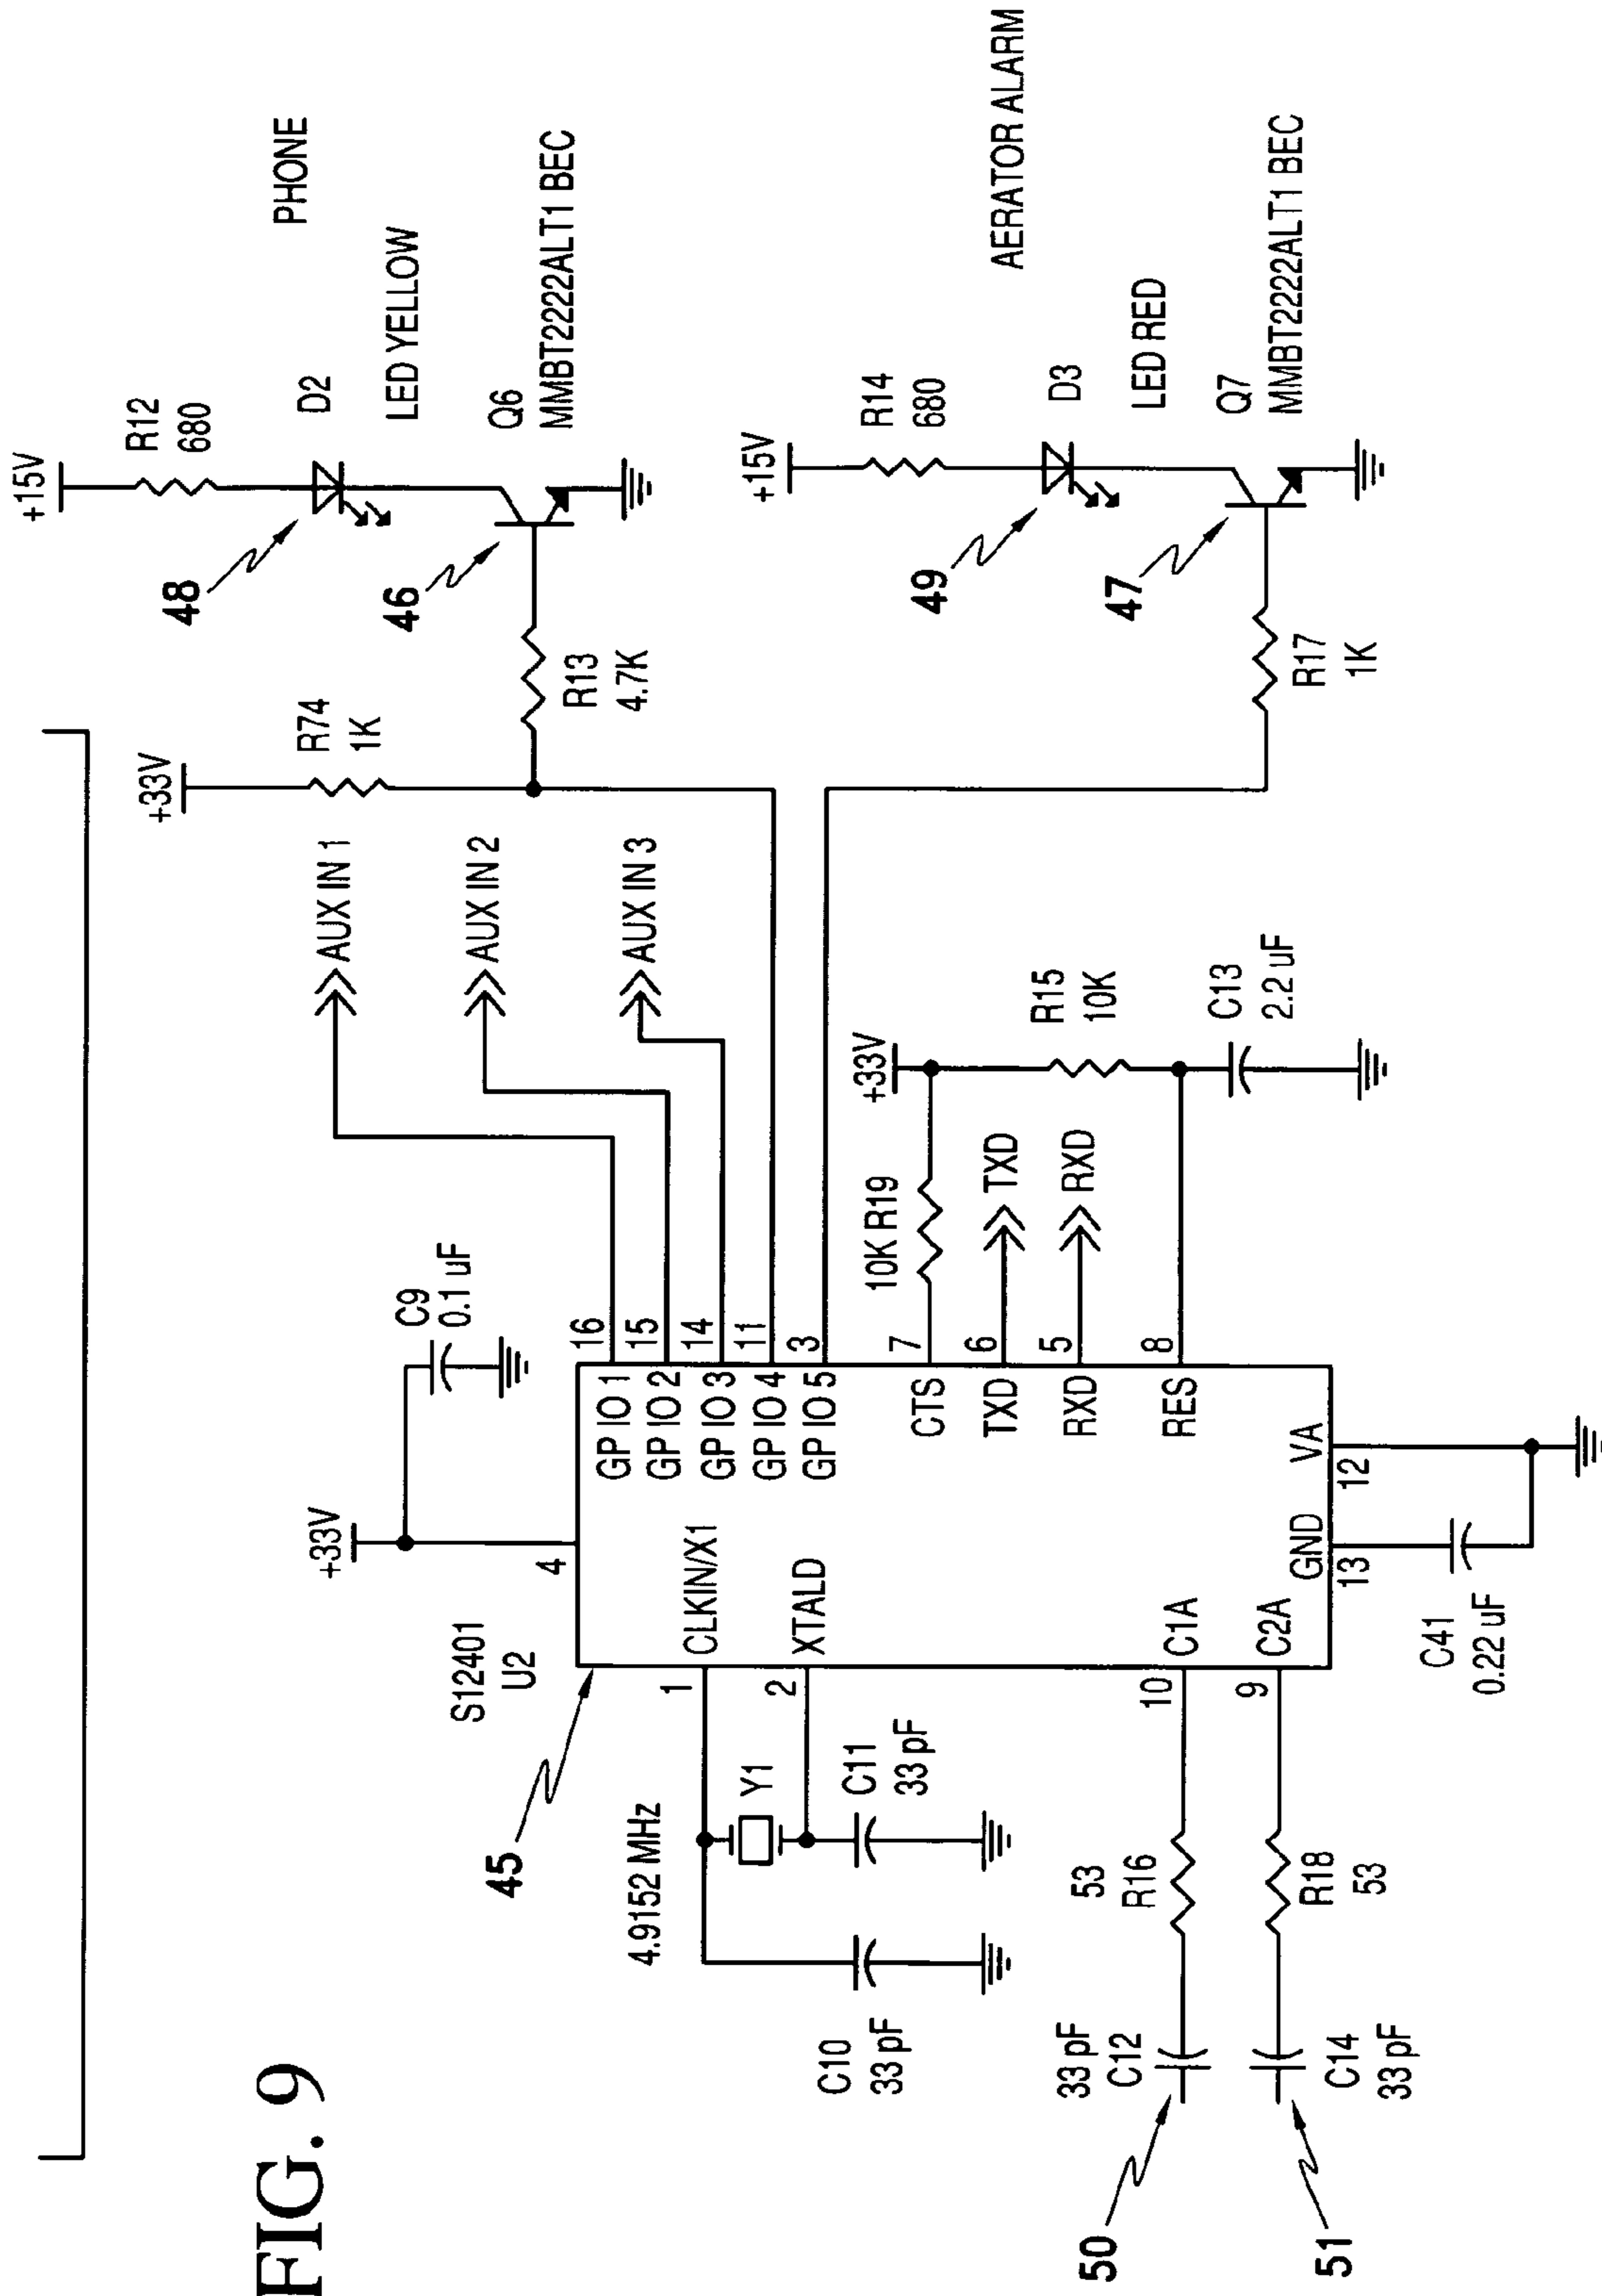 FIG. 9
+15V
R12
680
PHONE
D2
48
LED YELLOW
46
Q6
MMBT2222ALT1 BEC
R13
4.7K
+33V
R74
1K
AUX IN 1
AUX IN 2
AUX IN 3
+15V
R14
680
AERATOR ALARM
D3
49
LED RED
47
Q7
MMBT2222ALT1 BEC
R17
1K
+33V
C9
0.1 uF
S12401
U2
45
4
16
15
14
11
3
7
6
5
8
GP IO 1
GP IO 2
GP IO 3
GP IO 4
GP IO 5
CTS
TXD
RXD
RES
CLKIN/X1
XTALD
C1A
C2A
GND
VA
1
2
10
9
13
12
10K R19
+33V
R15
10K
TXD
RXD
C13
2.2 uF
4.9152 MHz
Y1
C11
33 pF
C10
33 pF
53
R16
R18
53
33 pF
C12
C14
33 pF
50
51
C41
0.22 uF